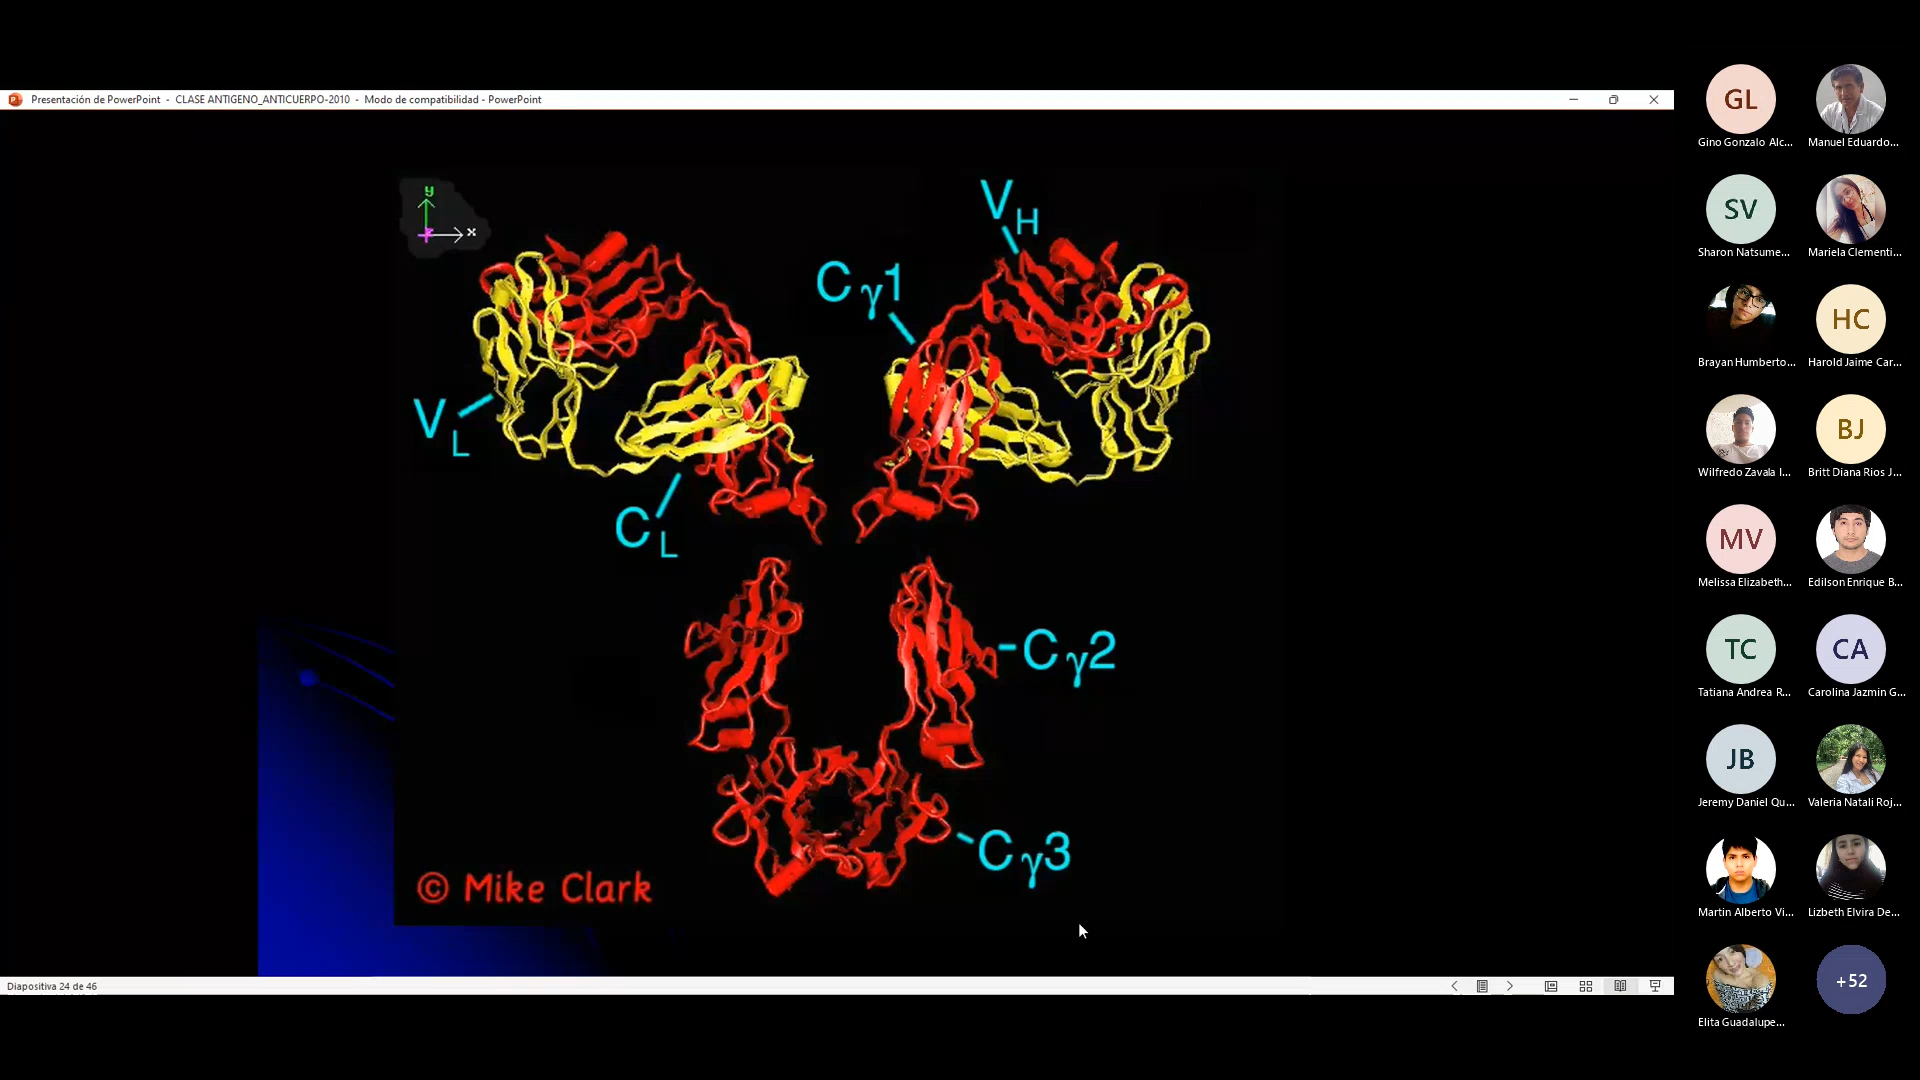 Presentación de PowerPoint - CLASE ANTIGENO_ANTICUERPO-2010 - Modo de compatibilidad - PowerPoint
y
x
z
VH
Cγ1
VL
CL
Cγ2
Cγ3
© Mike Clark
Diapositiva 24 de 46
GL
Gino Gonzalo Alc...
Manuel Eduardo...
SV
Sharon Natsume...
Mariela Clementi...
Brayan Humberto...
HC
Harold Jaime Car...
Wilfredo Zavala I...
BJ
Britt Diana Rios J...
MV
Melissa Elizabeth...
Edilson Enrique B...
TC
Tatiana Andrea R...
CA
Carolina Jazmin G...
JB
Jeremy Daniel Qu...
Valeria Natali Roj...
Martin Alberto Vi...
Lizbeth Elvira De...
Elita Guadalupe...
+52